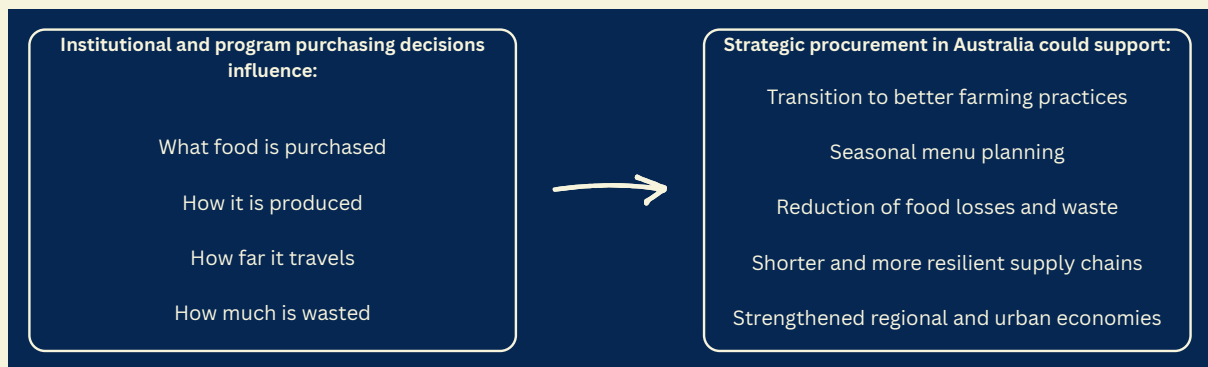 Institutional and program purchasing decisions
influence:
What food is purchased
How it is produced
How far it travels
How much is wasted
Strategic procurement in Australia could support:
Transition to better farming practices
Seasonal menu planning
Reduction of food losses and waste
Shorter and more resilient supply chains
Strengthened regional and urban economies